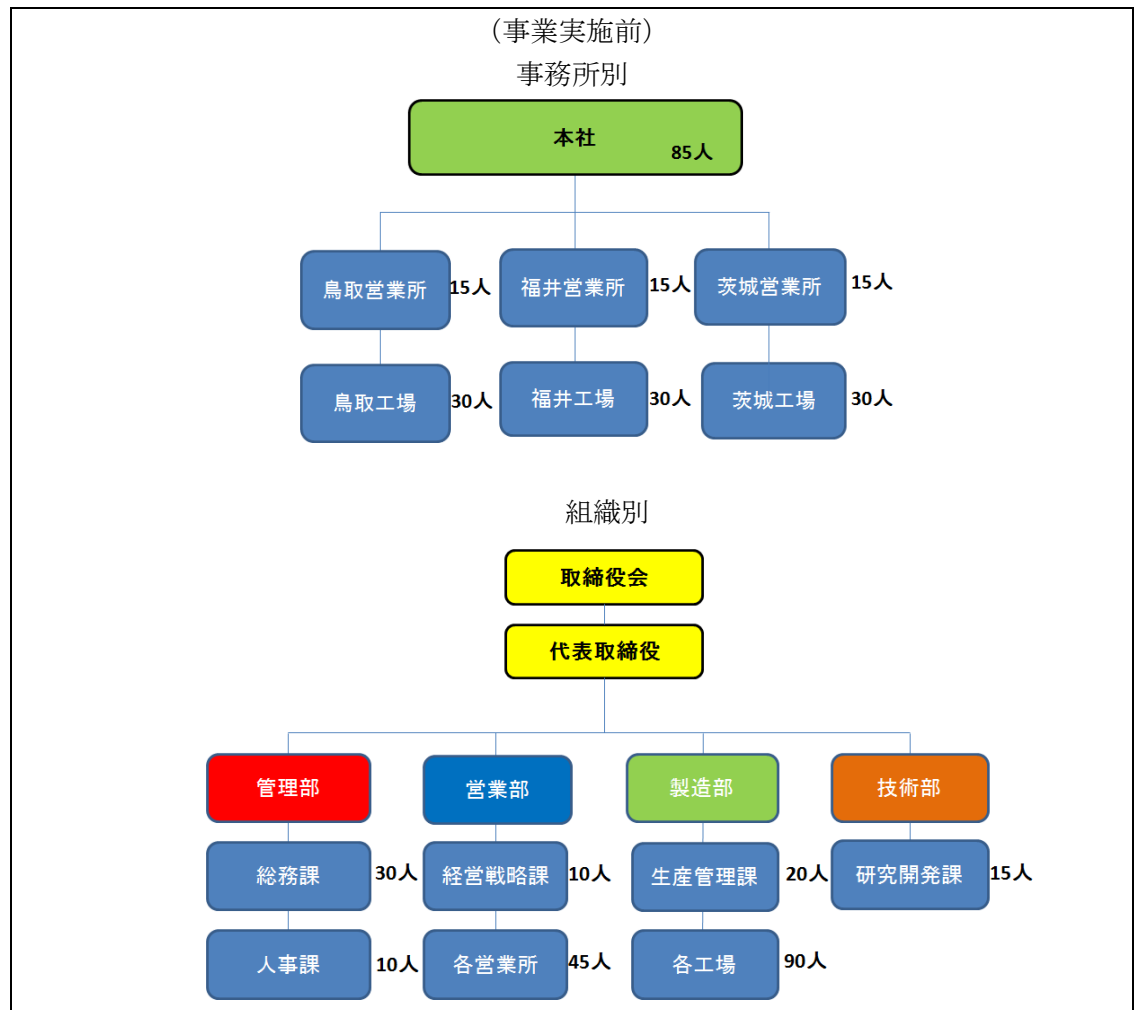 （事業実施前）
事務所別
本社
85人
鳥取営業所 15人 福井営業所 15人 茨城営業所 15人
鳥取工場 30人 福井工場 30人 茨城工場 30人
組織別
取締役会
代表取締役
管理部 営業部 製造部 技術部
総務課 30人 経営戦略課 10人 生産管理課 20人 研究開発課 15人
人事課 10人 各営業所 45人 各工場 90人